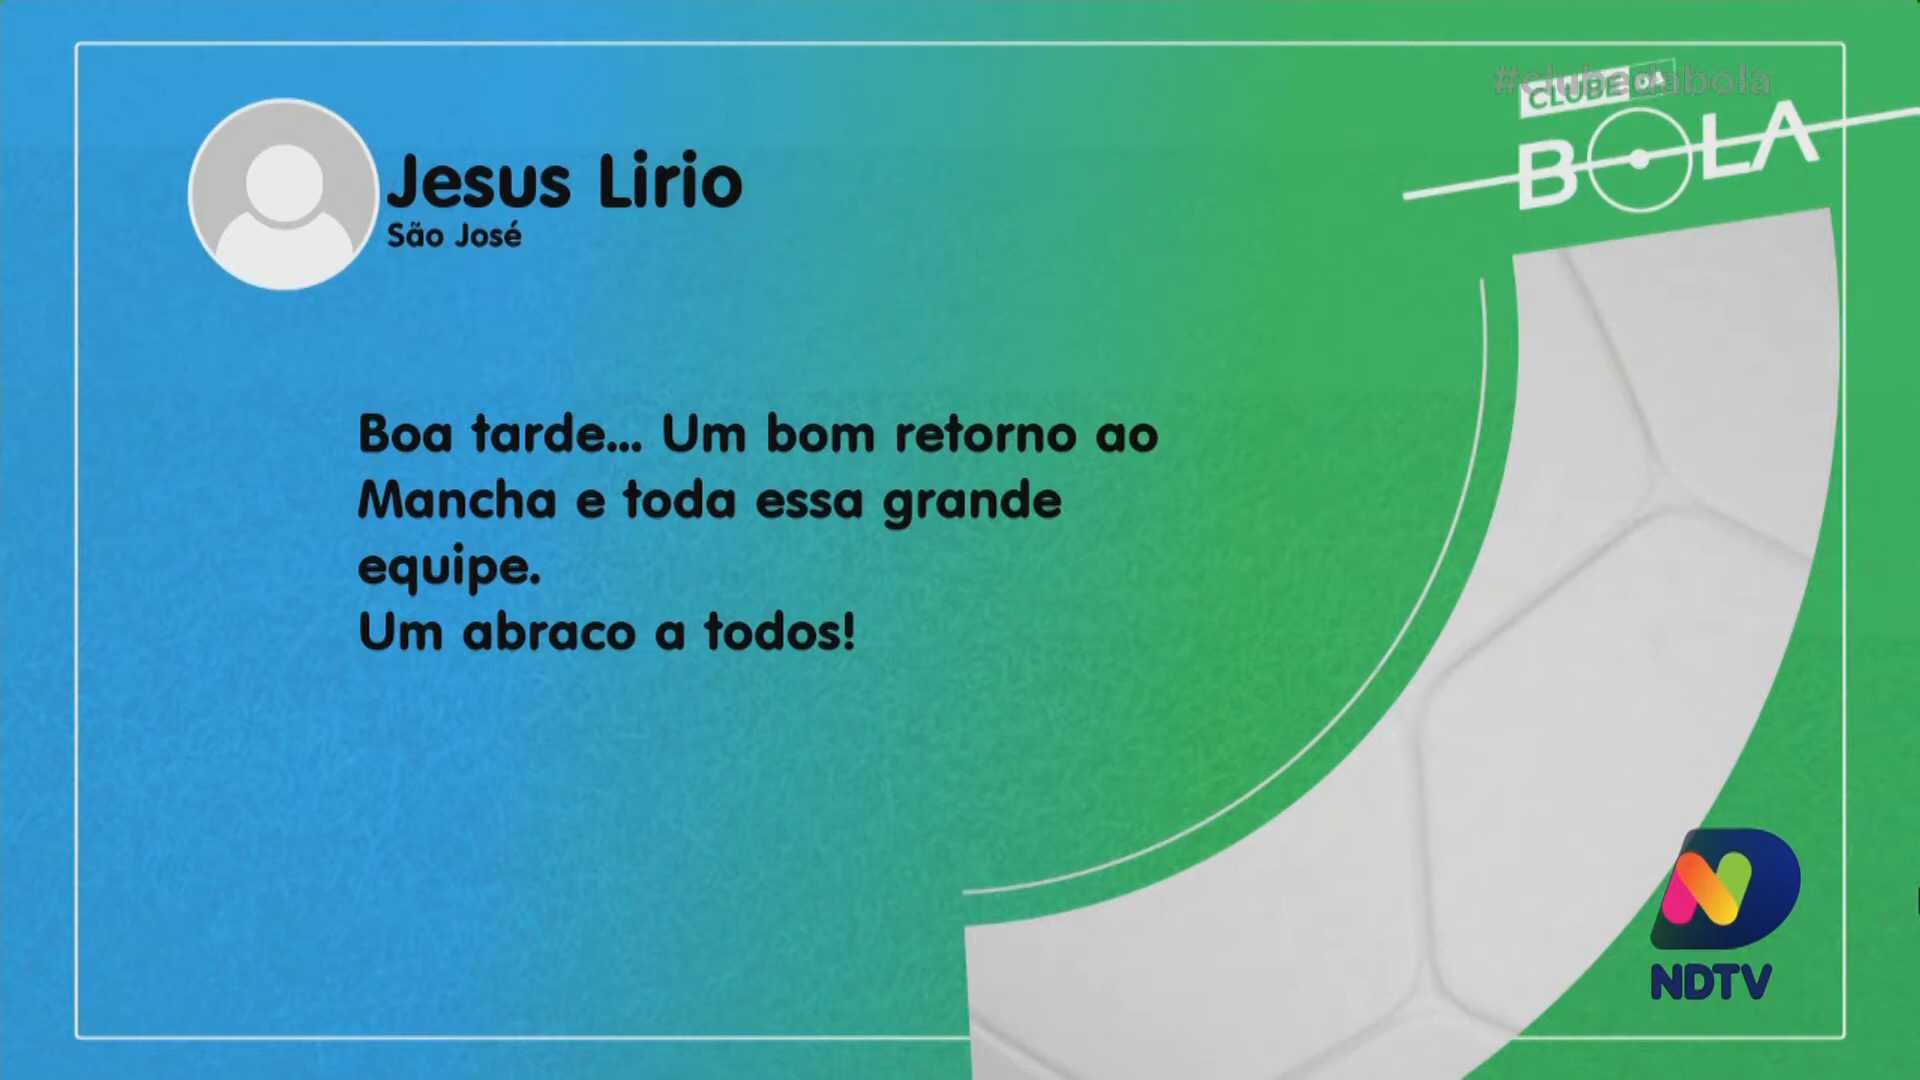 #clubedabola
CLUBE DA
BOLA
Jesus Lirio
São José
Boa tarde... Um bom retorno ao
Mancha e toda essa grande
equipe.
Um abraco a todos!
NDTV